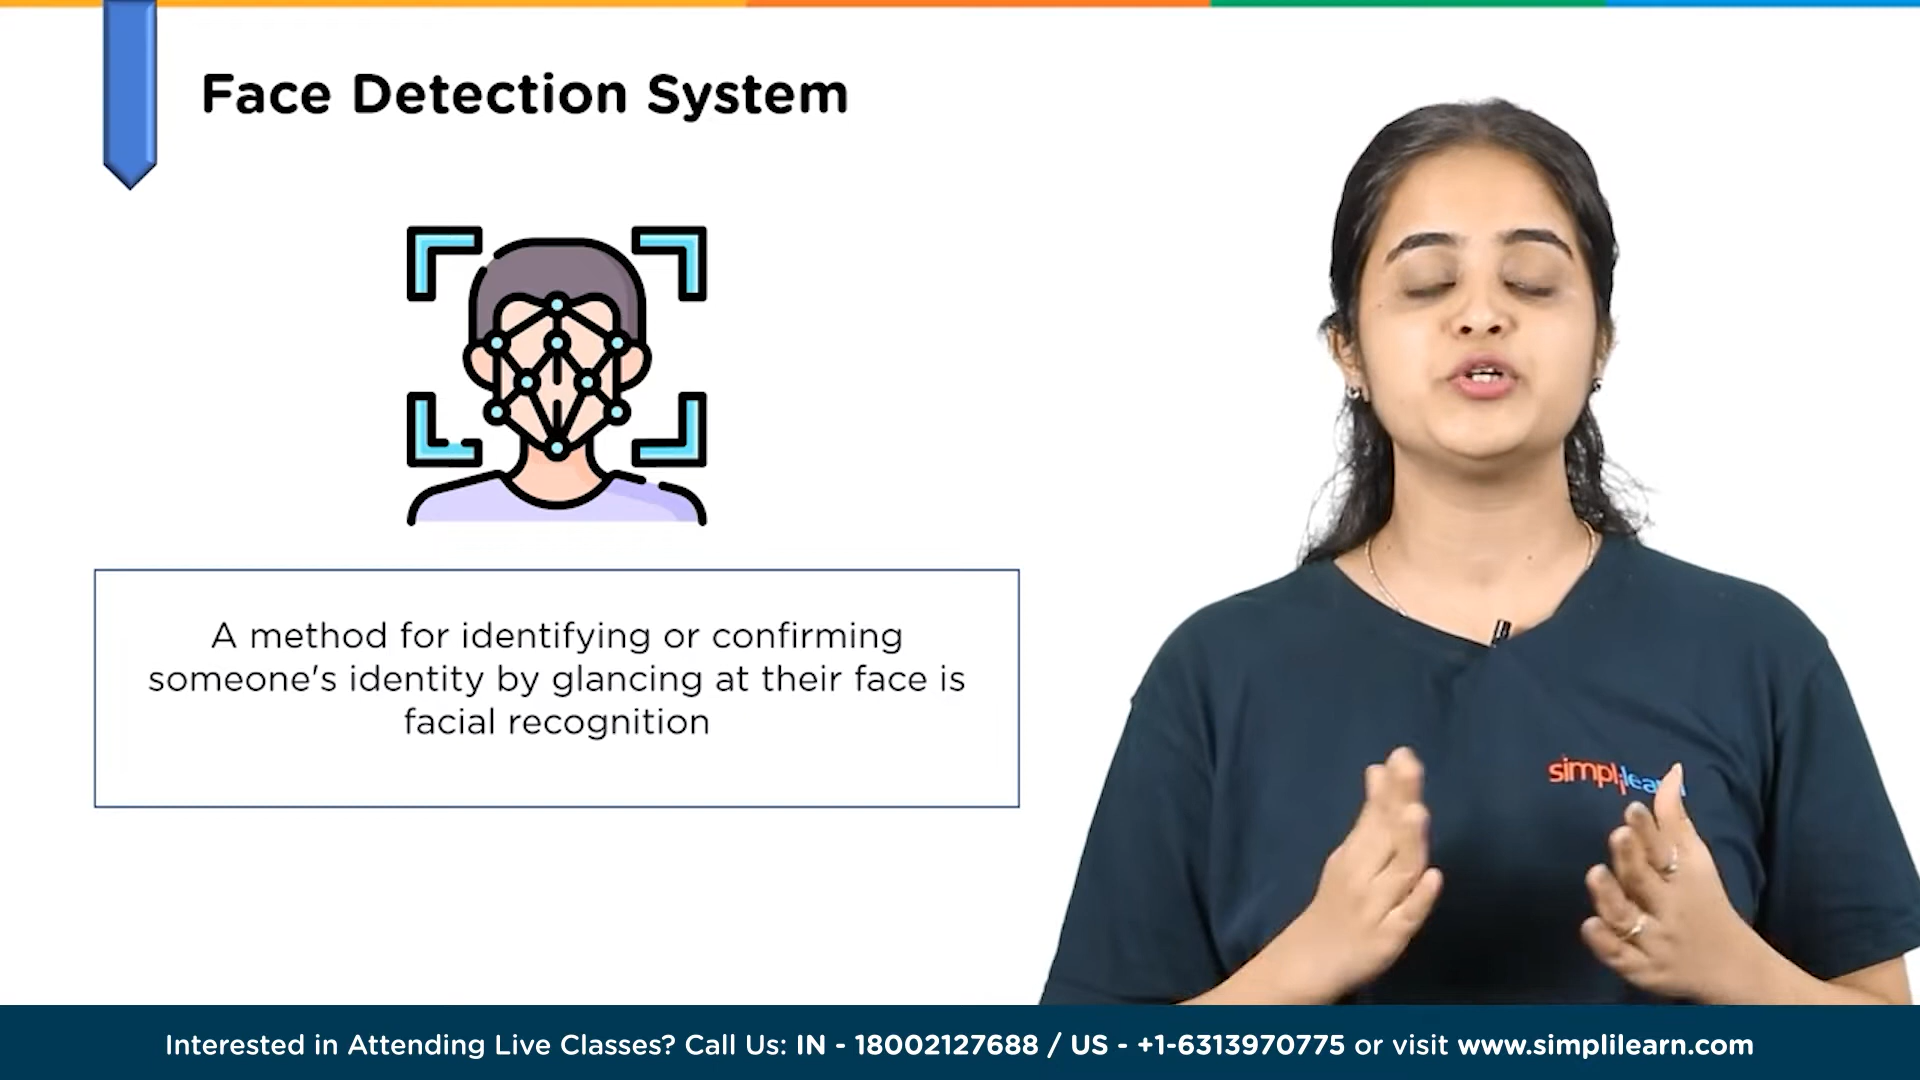 Face Detection System
A method for identifying or confirming
someone's identity by glancing at their face is
facial recognition
simplilearn
Interested in Attending Live Classes? Call Us: IN - 18002127688 / US - +1-6313970775 or visit www.simplilearn.com